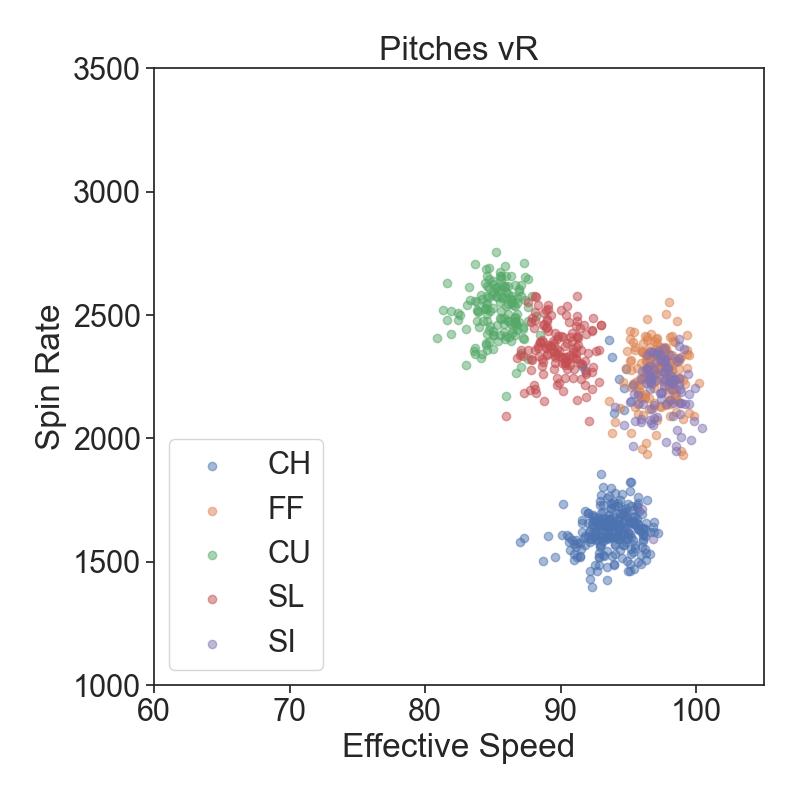 Pitches vR
3500
3000
2500
2000
1500
1000
Spin Rate
CH
FF
CU
SL
SI
60 70 80 90 100
Effective Speed